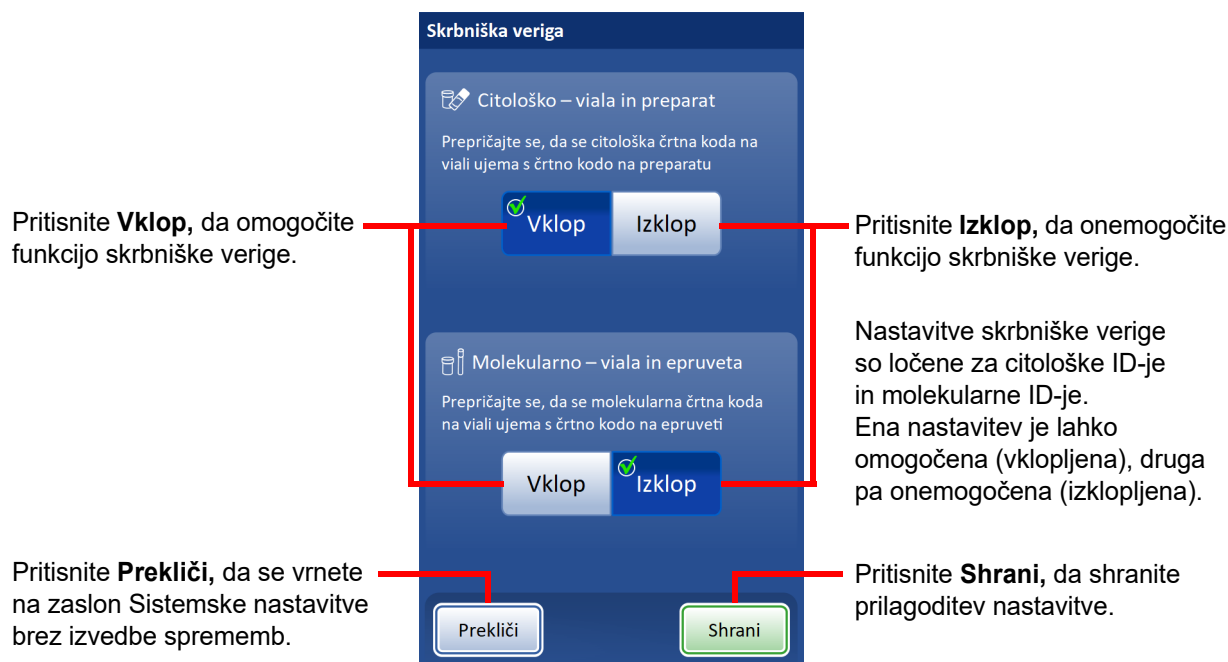 Skrbniška veriga
Citološko – viala in preparat
Prepričajte se, da se citološka črtna koda na
viali ujema s črtno kodo na preparatu
Vklop
Izklop
Pritisnite Vklop, da omogočite
funkcijo skrbniške verige.
Pritisnite Izklop, da onemogočite
funkcijo skrbniške verige.
Nastavitve skrbniške verige
so ločene za citološke ID-je
in molekularne ID-je.
Ena nastavitev je lahko
omogočena (vklopljena), druga
pa onemogočena (izklopljena).
Molekularno – viala in epruveta
Prepričajte se, da se molekularna črtna koda
na viali ujema s črtno kodo na epruveti
Vklop
Izklop
Pritisnite Prekliči, da se vrnete
na zaslon Sistemske nastavitve
brez izvedbe sprememb.
Prekliči
Shrani
Pritisnite Shrani, da shranite
prilagoditev nastavitve.